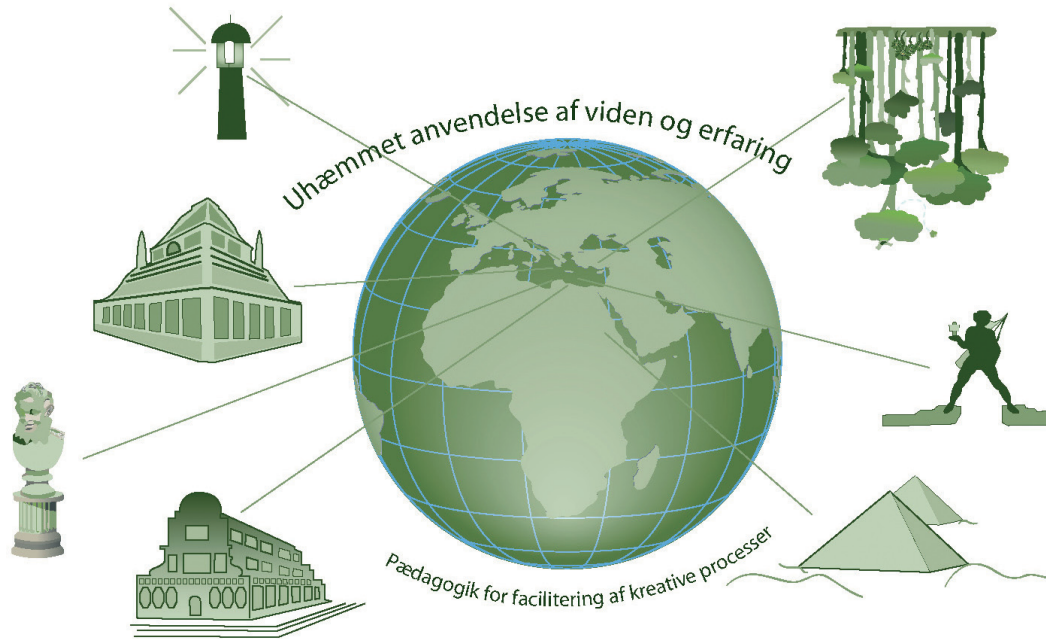 Uhæmmet anvendelse af viden og erfaring
Pædagogik for facilitering af kreative processer